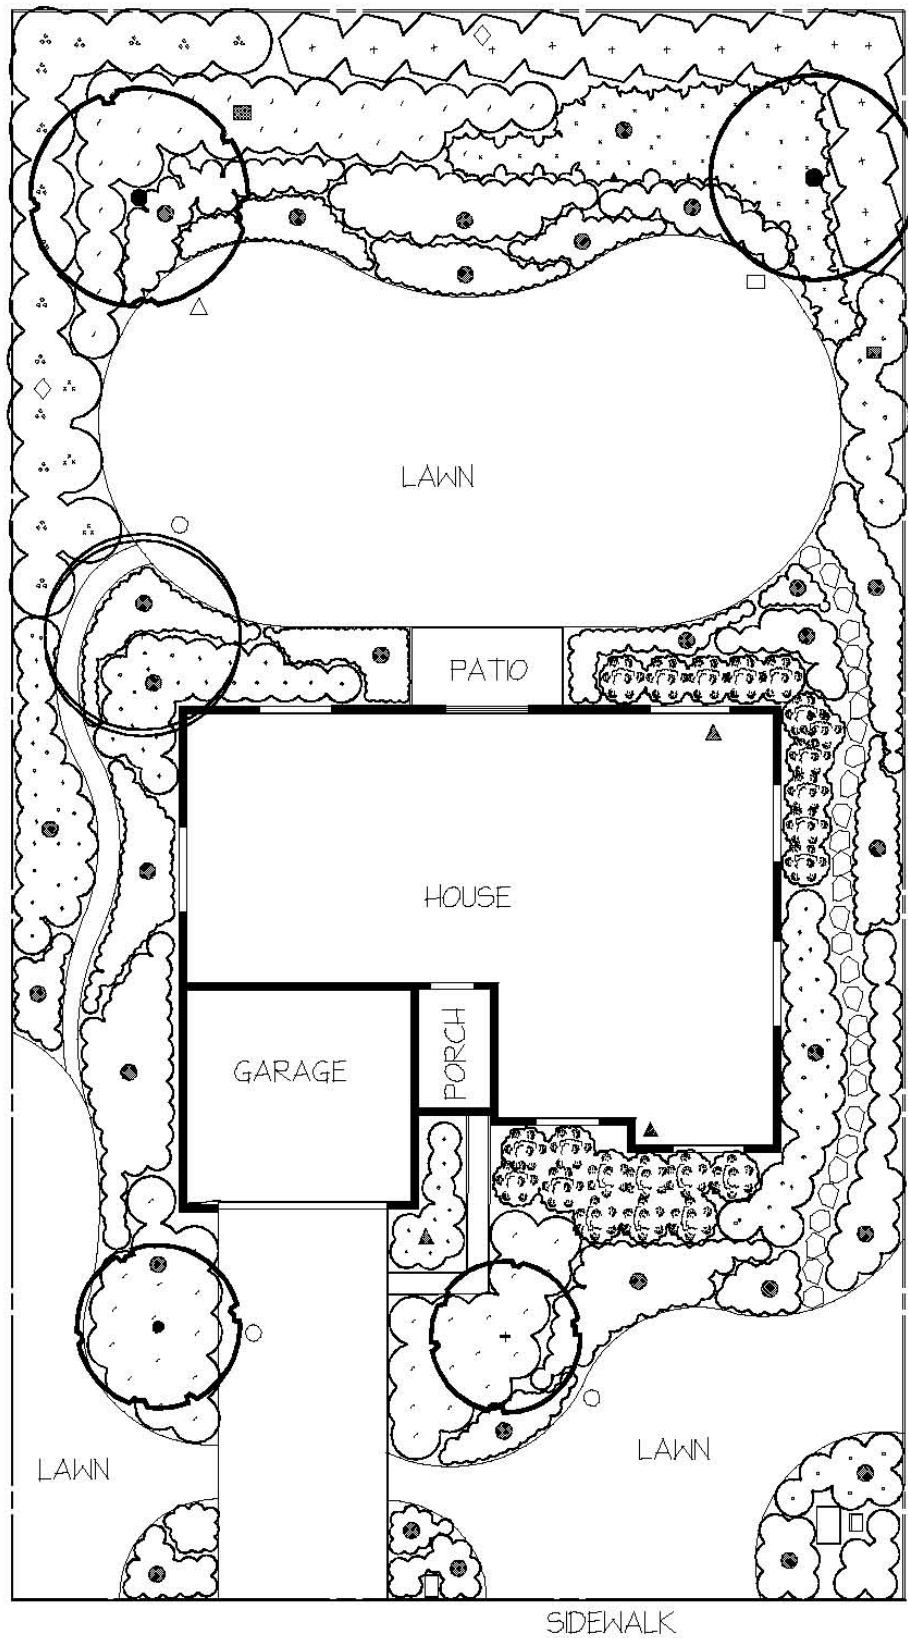 LAWN
PATIO
HOUSE
PORCH
GARAGE
LAWN
LAWN
SIDEWALK